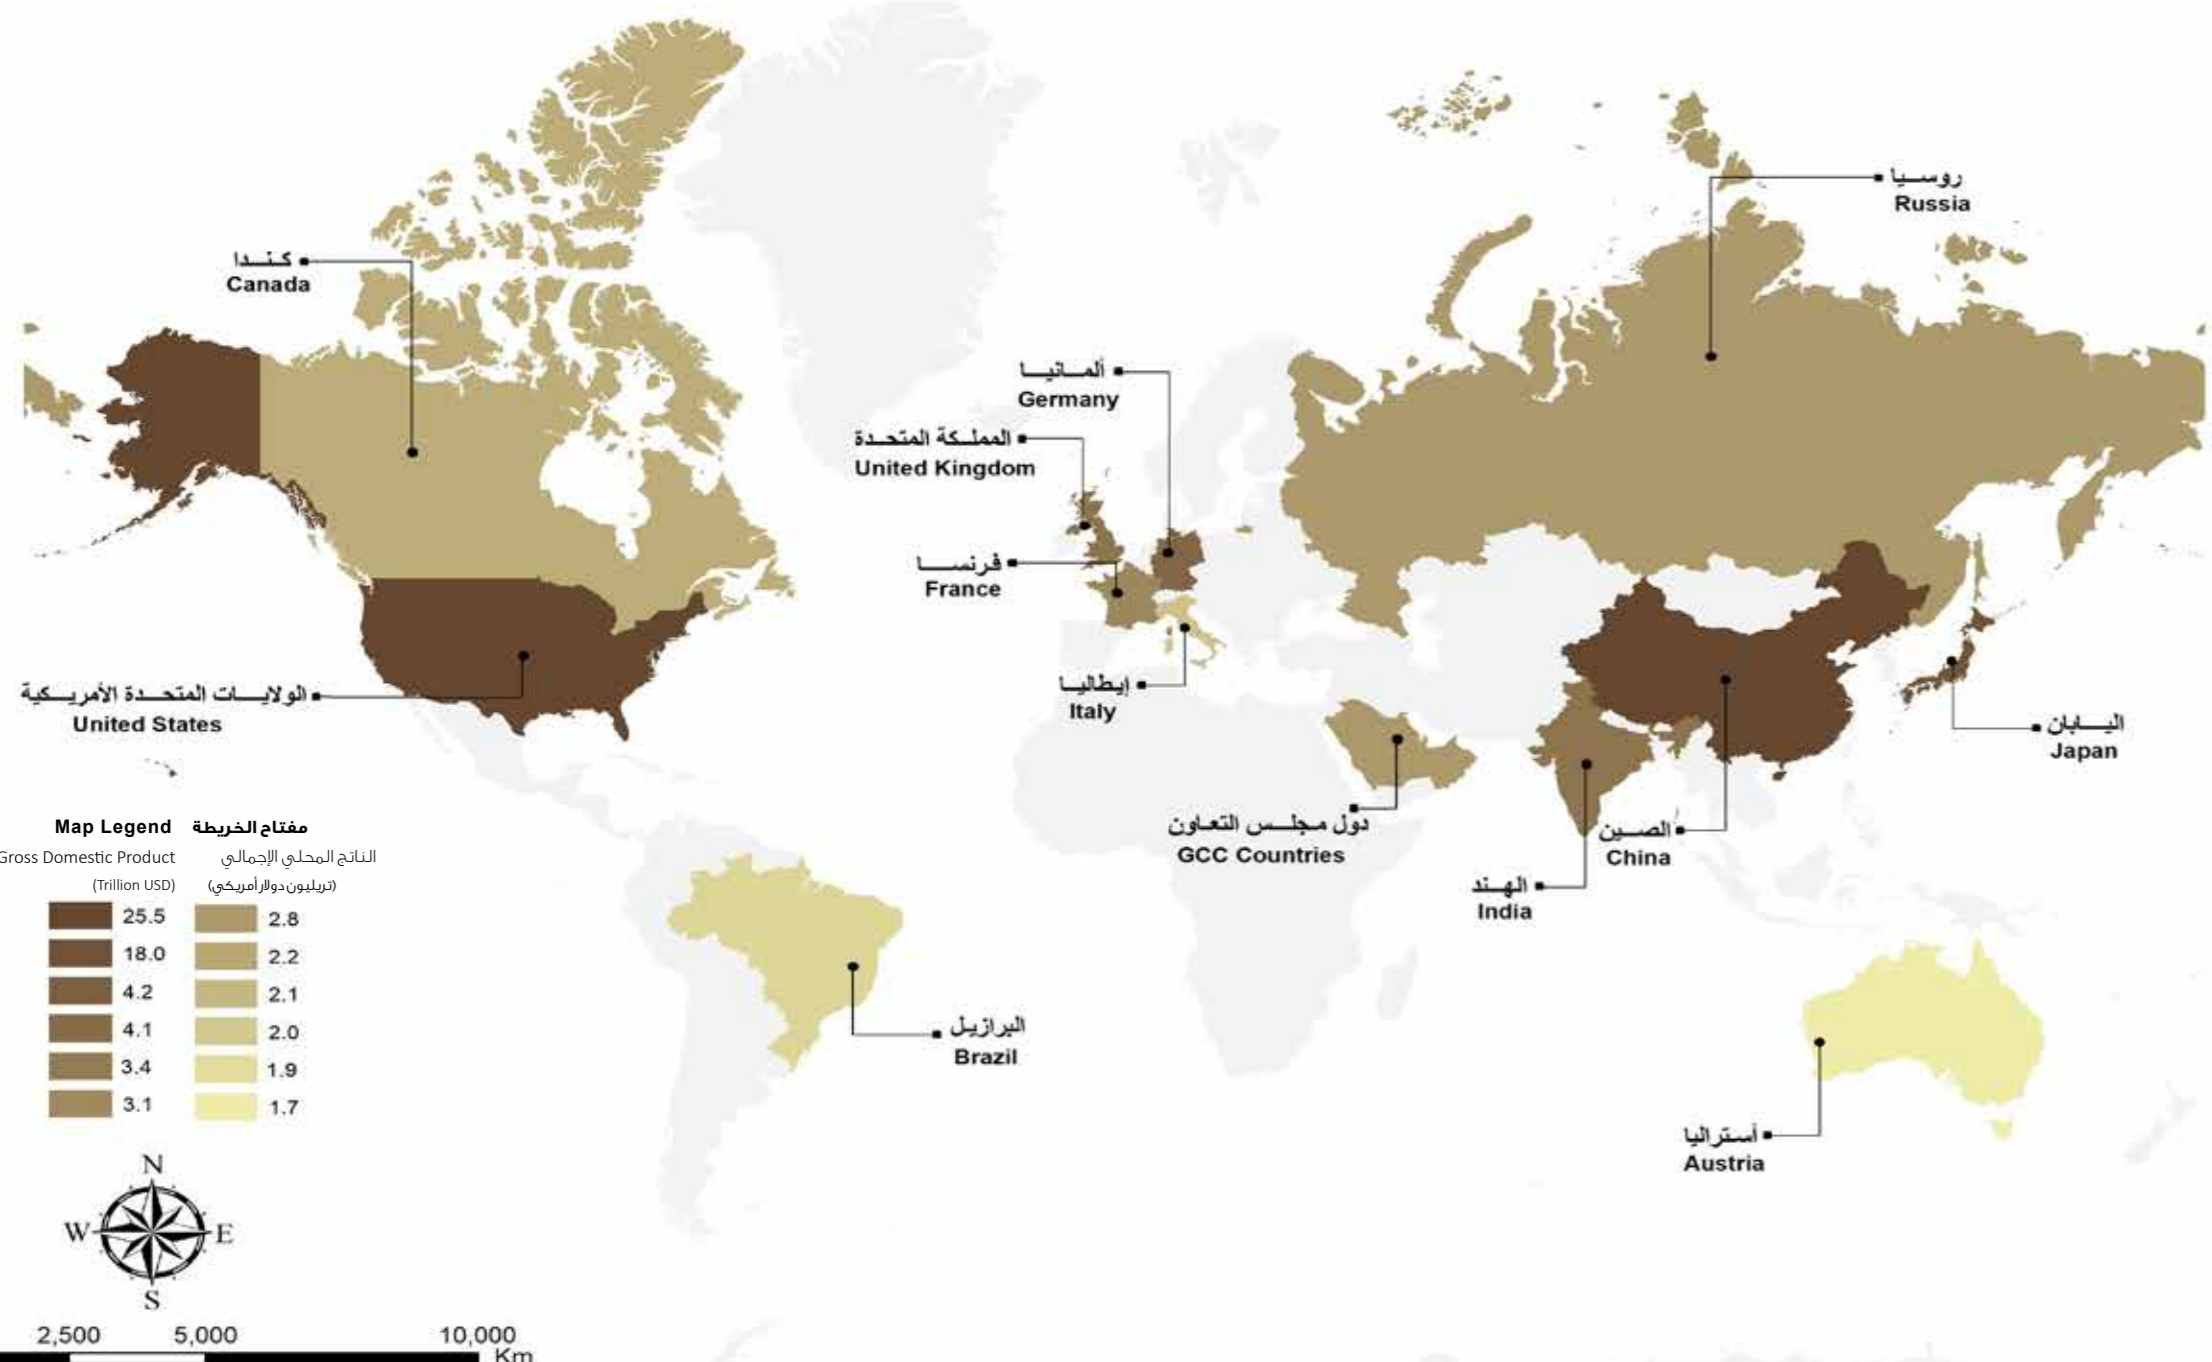 روسيا
Russia
كندا
Canada
ألمانيا
Germany
المملكة المتحدة
United Kingdom
فرنسا
France
إيطاليا
Italy
الولايات المتحدة الأمريكية
United States
اليابان
Japan
دول مجلس التعاون
GCC Countries
الصين
China
الهند
India
البرازيل
Brazil
أستراليا
Austria
Map Legend مفتاح الخريطة
Gross Domestic Product الناتج المحلي الإجمالي
(Trillion USD) (تريليون دولار أمريكي)
25.5 2.8
18.0 2.2
4.2 2.1
4.1 2.0
3.4 1.9
3.1 1.7
N
W E
S
2,500 5,000 10,000
Km